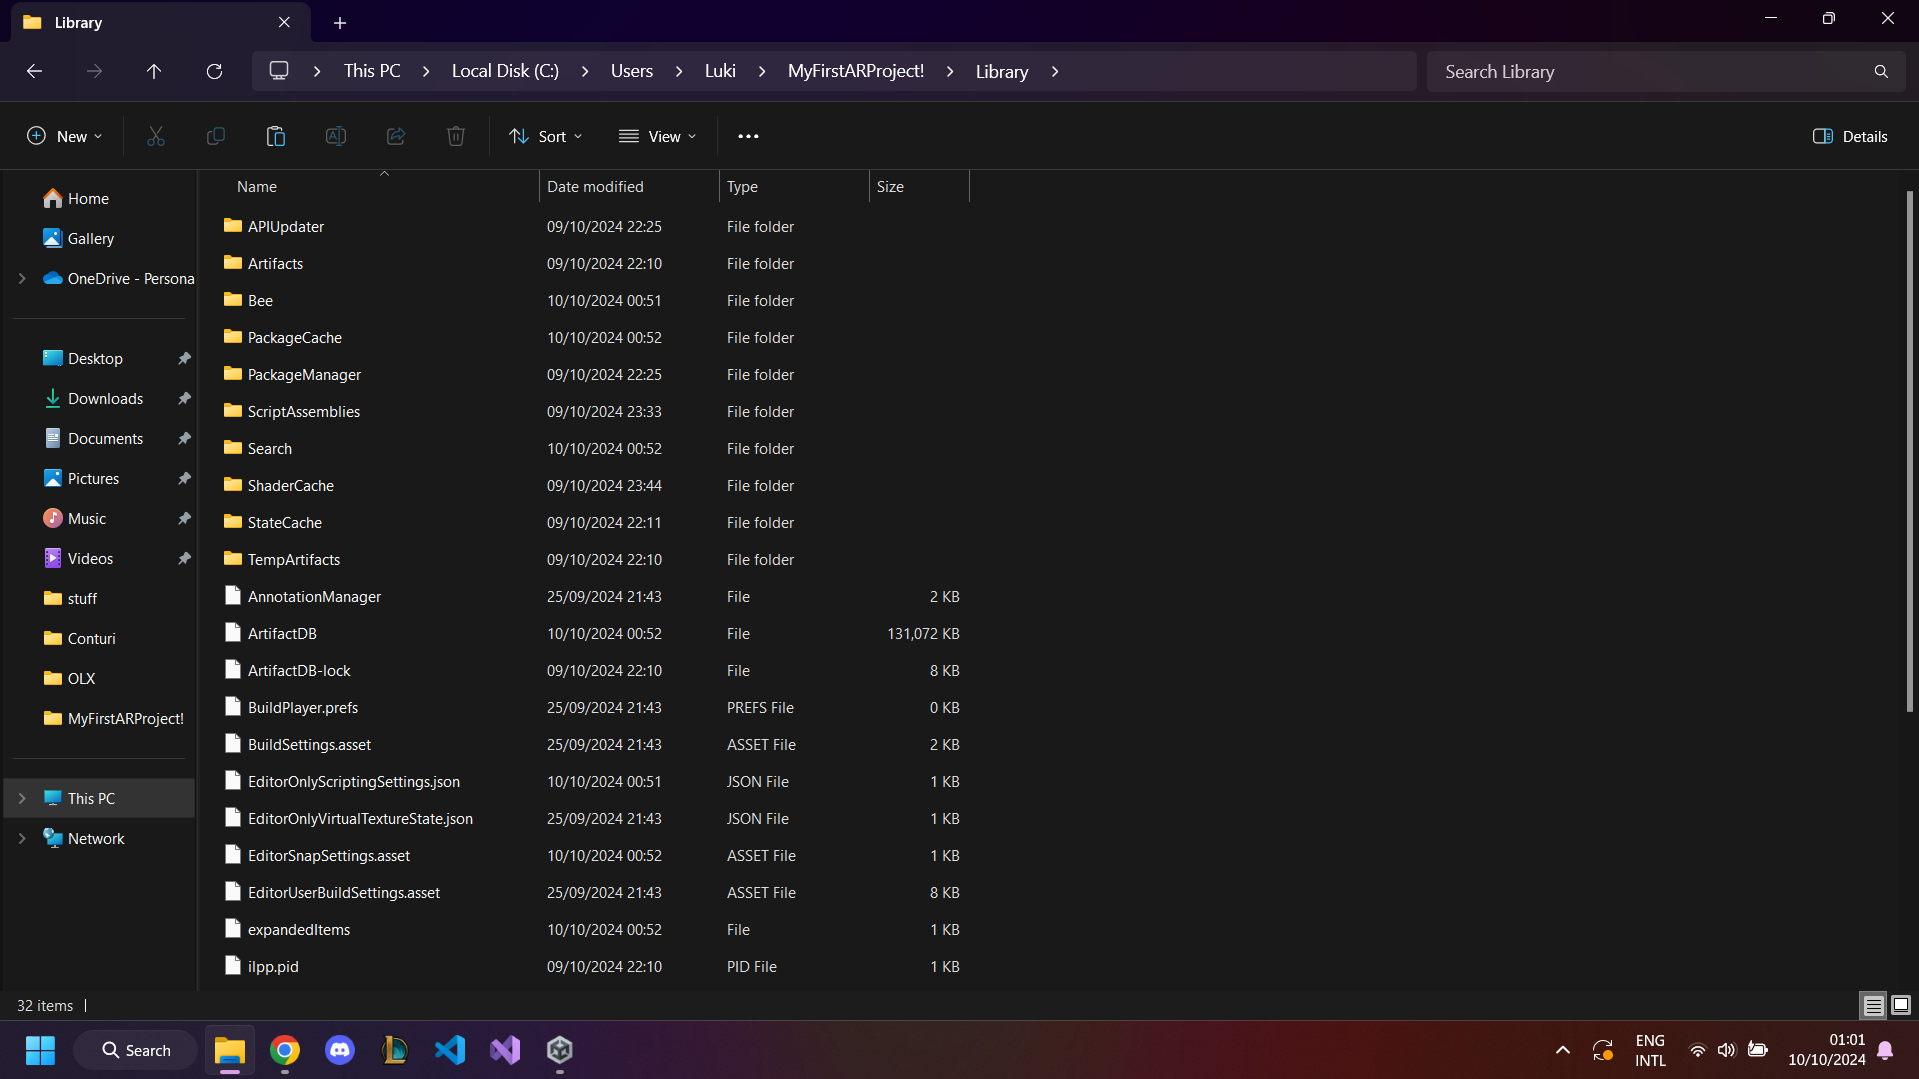 Library
This PC
Local Disk (C:)
Users
Luki
MyFirstARProject!
Library
Search Library
New
Sort
View
Details
Name Date modified Type Size
Home
Gallery
OneDrive - Persona
Desktop
Downloads
Documents
Pictures
Music
Videos
stuff
Conturi
OLX
MyFirstARProject!
This PC
Network
APIUpdater 09/10/2024 22:25 File folder
Artifacts 09/10/2024 22:10 File folder
Bee 10/10/2024 00:51 File folder
PackageCache 10/10/2024 00:52 File folder
PackageManager 09/10/2024 22:25 File folder
ScriptAssemblies 09/10/2024 23:33 File folder
Search 10/10/2024 00:52 File folder
ShaderCache 09/10/2024 23:44 File folder
StateCache 09/10/2024 22:11 File folder
TempArtifacts 09/10/2024 22:10 File folder
AnnotationManager 25/09/2024 21:43 File 2 KB
ArtifactDB 10/10/2024 00:52 File 131,072 KB
ArtifactDB-lock 09/10/2024 22:10 File 8 KB
BuildPlayer.prefs 25/09/2024 21:43 PREFS File 0 KB
BuildSettings.asset 25/09/2024 21:43 ASSET File 2 KB
EditorOnlyScriptingSettings.json 10/10/2024 00:51 JSON File 1 KB
EditorOnlyVirtualTextureState.json 25/09/2024 21:43 JSON File 1 KB
EditorSnapSettings.asset 10/10/2024 00:52 ASSET File 1 KB
EditorUserBuildSettings.asset 25/09/2024 21:43 ASSET File 8 KB
expandedItems 10/10/2024 00:52 File 1 KB
ilpp.pid 09/10/2024 22:10 PID File 1 KB
32 items
Search
ENG
INTL
01:01
10/10/2024